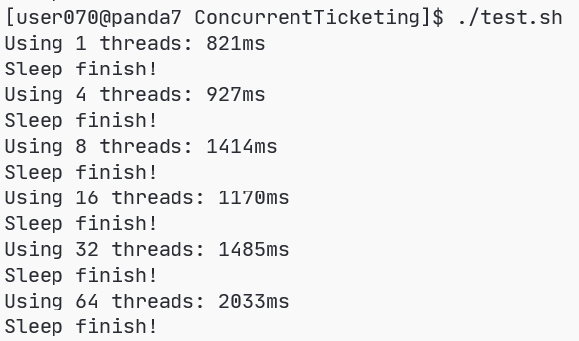 [user070@panda7 ConcurrentTicketing]$ ./test.sh
Using 1 threads: 821ms
Sleep finish!
Using 4 threads: 927ms
Sleep finish!
Using 8 threads: 1414ms
Sleep finish!
Using 16 threads: 1170ms
Sleep finish!
Using 32 threads: 1485ms
Sleep finish!
Using 64 threads: 2033ms
Sleep finish!